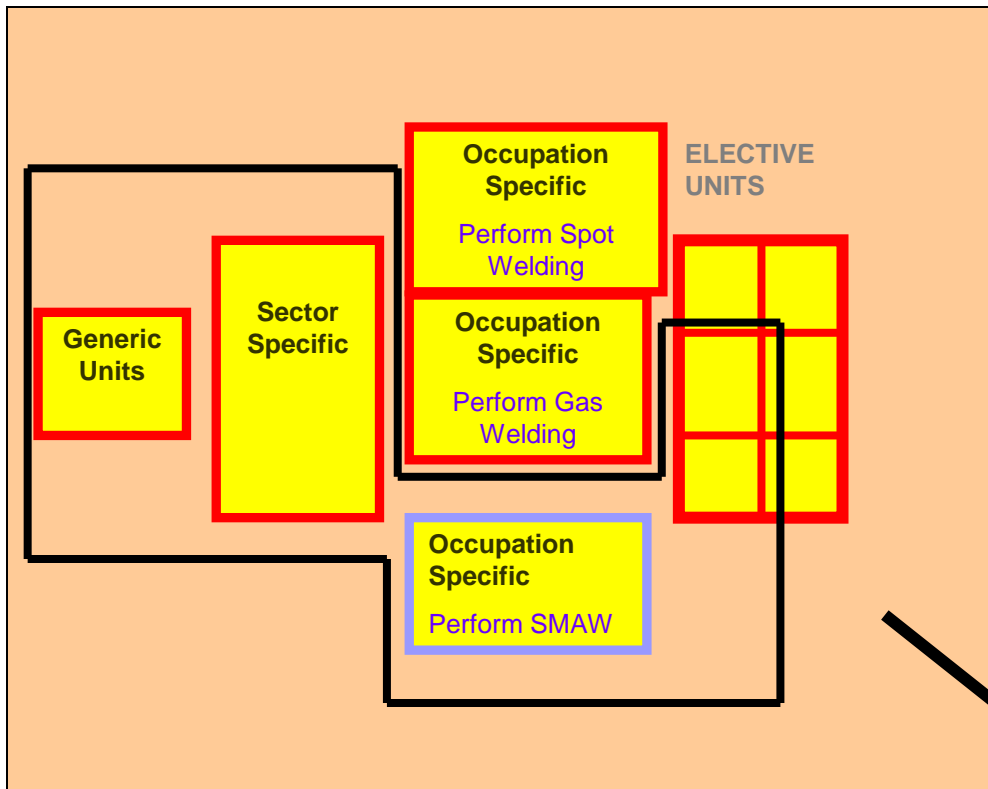 Occupation
Specific
Perform Spot
Welding
ELECTIVE
UNITS
Generic
Units
Sector
Specific
Occupation
Specific
Perform Gas
Welding
Occupation
Specific
Perform SMAW